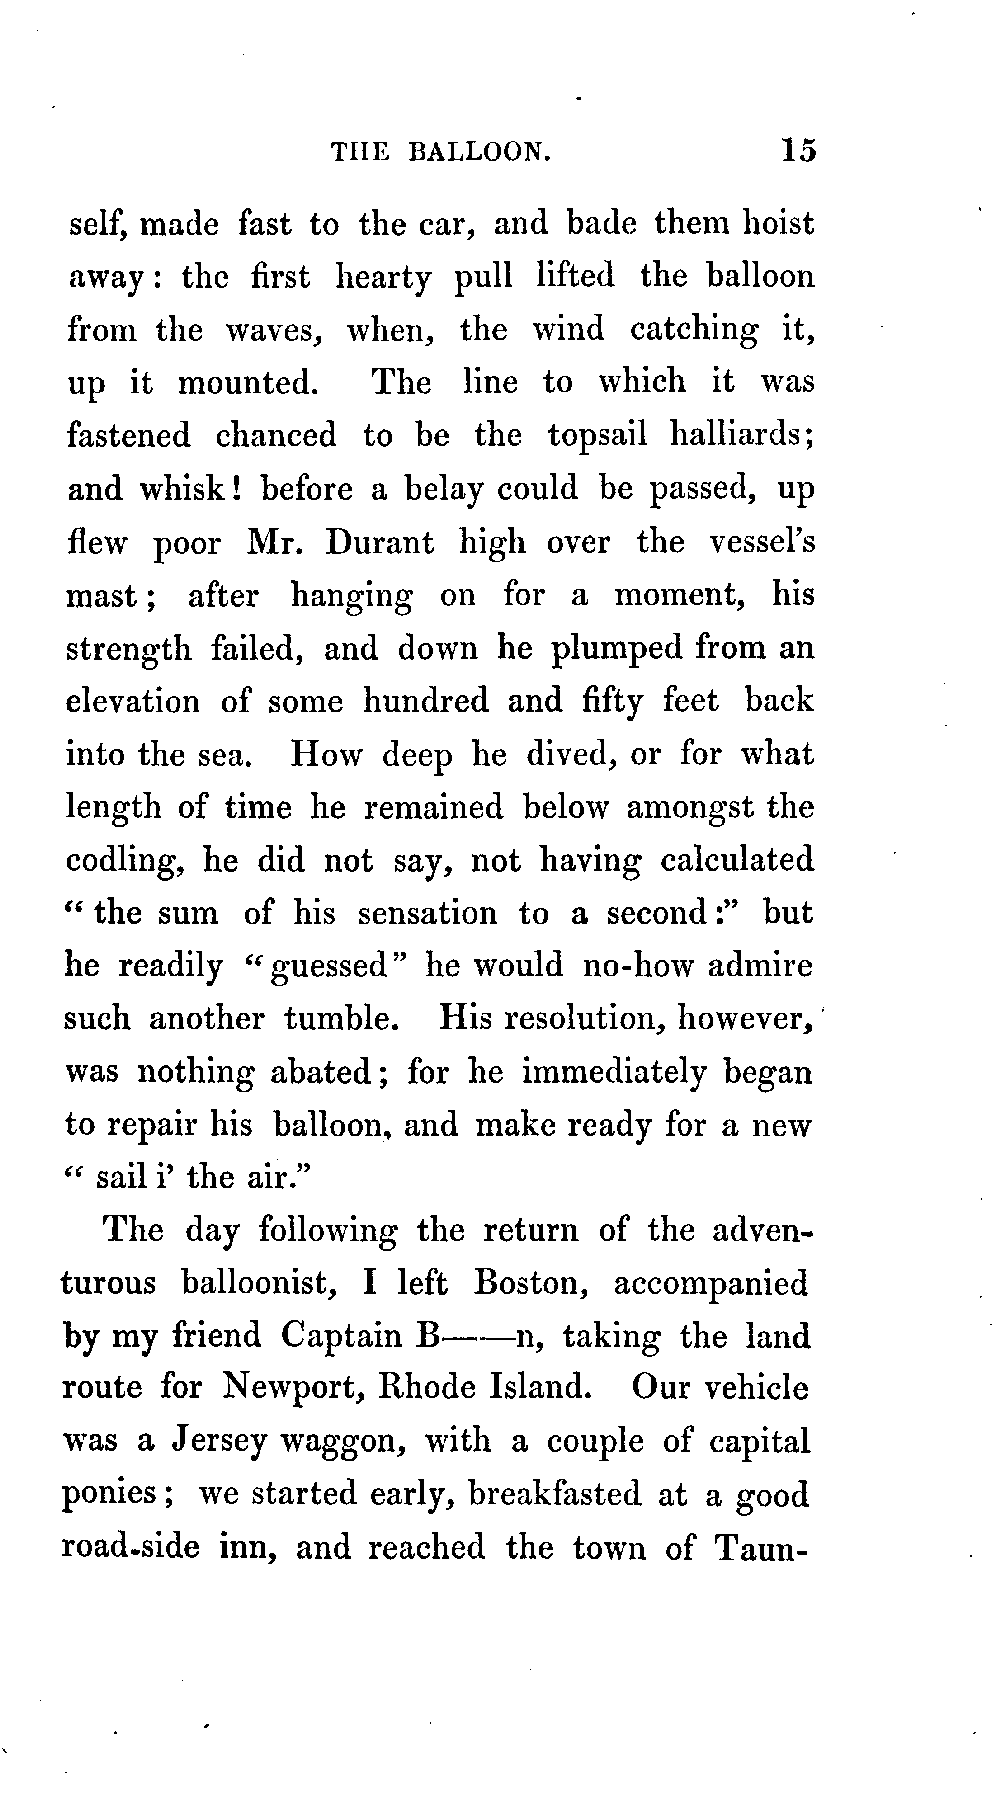 THE BALLOON. 15
self, made fast to the car, and bade them hoist
away : the first hearty pull lifted the balloon
from the waves, when, the wind catching it,
up it mounted. The line to which it was
fastened chanced to be the topsail halliards;
and whisk! before a belay could be passed, up
flew poor Mr. Durant high over the vessel's
mast ; after hanging on for a moment, his
strength failed, and down he plumped from an
elevation of some hundred and fifty feet back
into the sea. How deep he dived, or for what
length of time he remained below amongst the
codling, he did not say, not having calculated
“ the sum of his sensation to a second :” but
he readily “guessed” he would no-how admire
such another tumble. His resolution, however,
was nothing abated ; for he immediately began
to repair his balloon, and make ready for a new
“ sail i’ the air.”
The day following the return of the adven-
turous balloonist, I left Boston, accompanied
by my friend Captain B——n, taking the land
route for Newport, Rhode Island. Our vehicle
was a Jersey waggon, with a couple of capital
ponies ; we started early, breakfasted at a good
road-side inn, and reached the town of Taun-